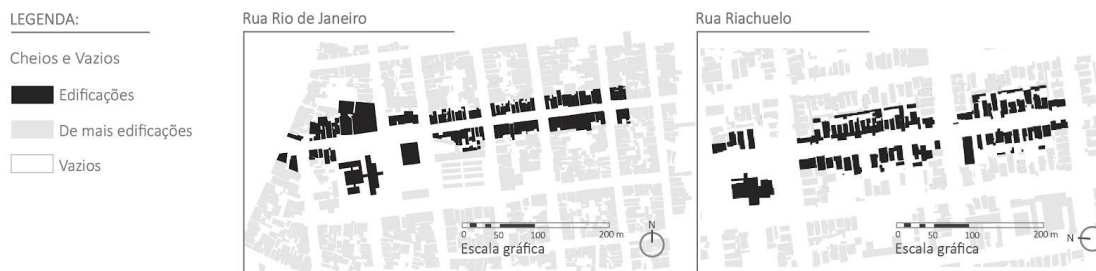 LEGENDA:
Cheios e Vazios
Edificações
De mais edificações
Vazios
Rua Rio de Janeiro
0 50 100 200 m
Escala gráfica
N
Rua Riachuelo
0 50 100 200 m
Escala gráfica
N